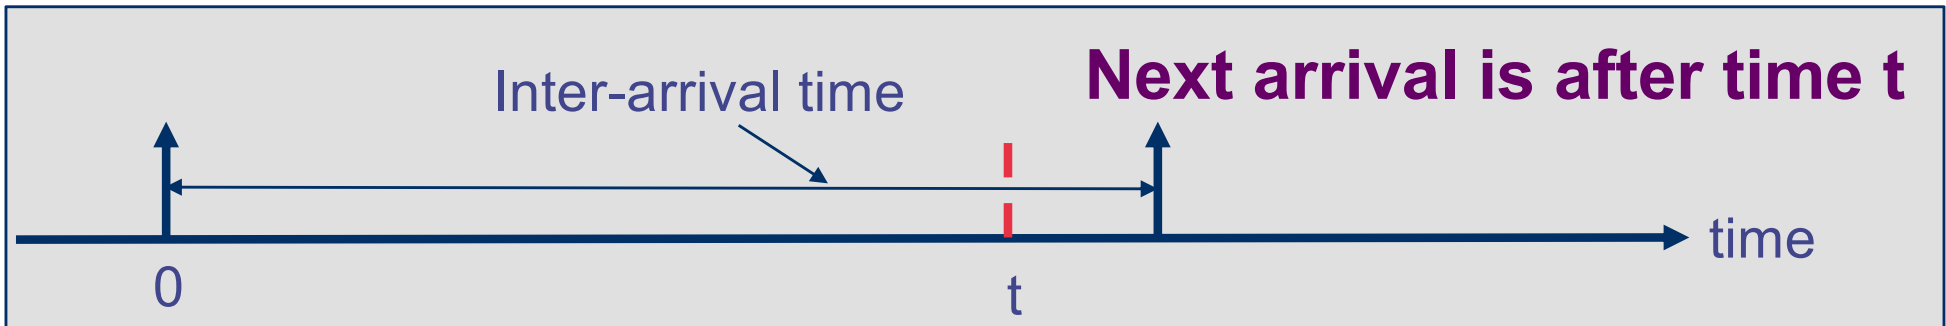 Next arrival is after time t
Inter-arrival time
time
0
t